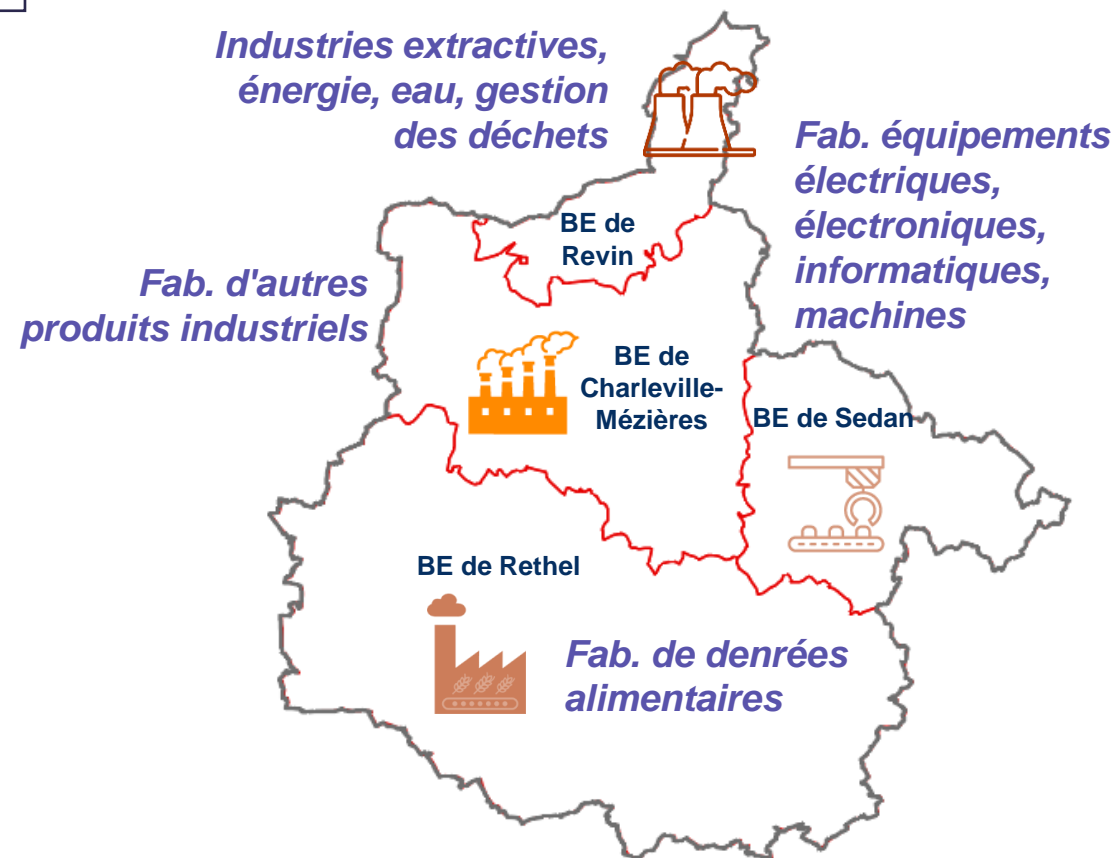 Industries extractives,
énergie, eau, gestion
des déchets
Fab. équipements
électriques,
électroniques,
informatiques,
machines
BE de
Revin
Fab. d'autres
produits industriels
BE de
Charleville-
Mézières
BE de Sedan
BE de Rethel
Fab. de denrées
alimentaires